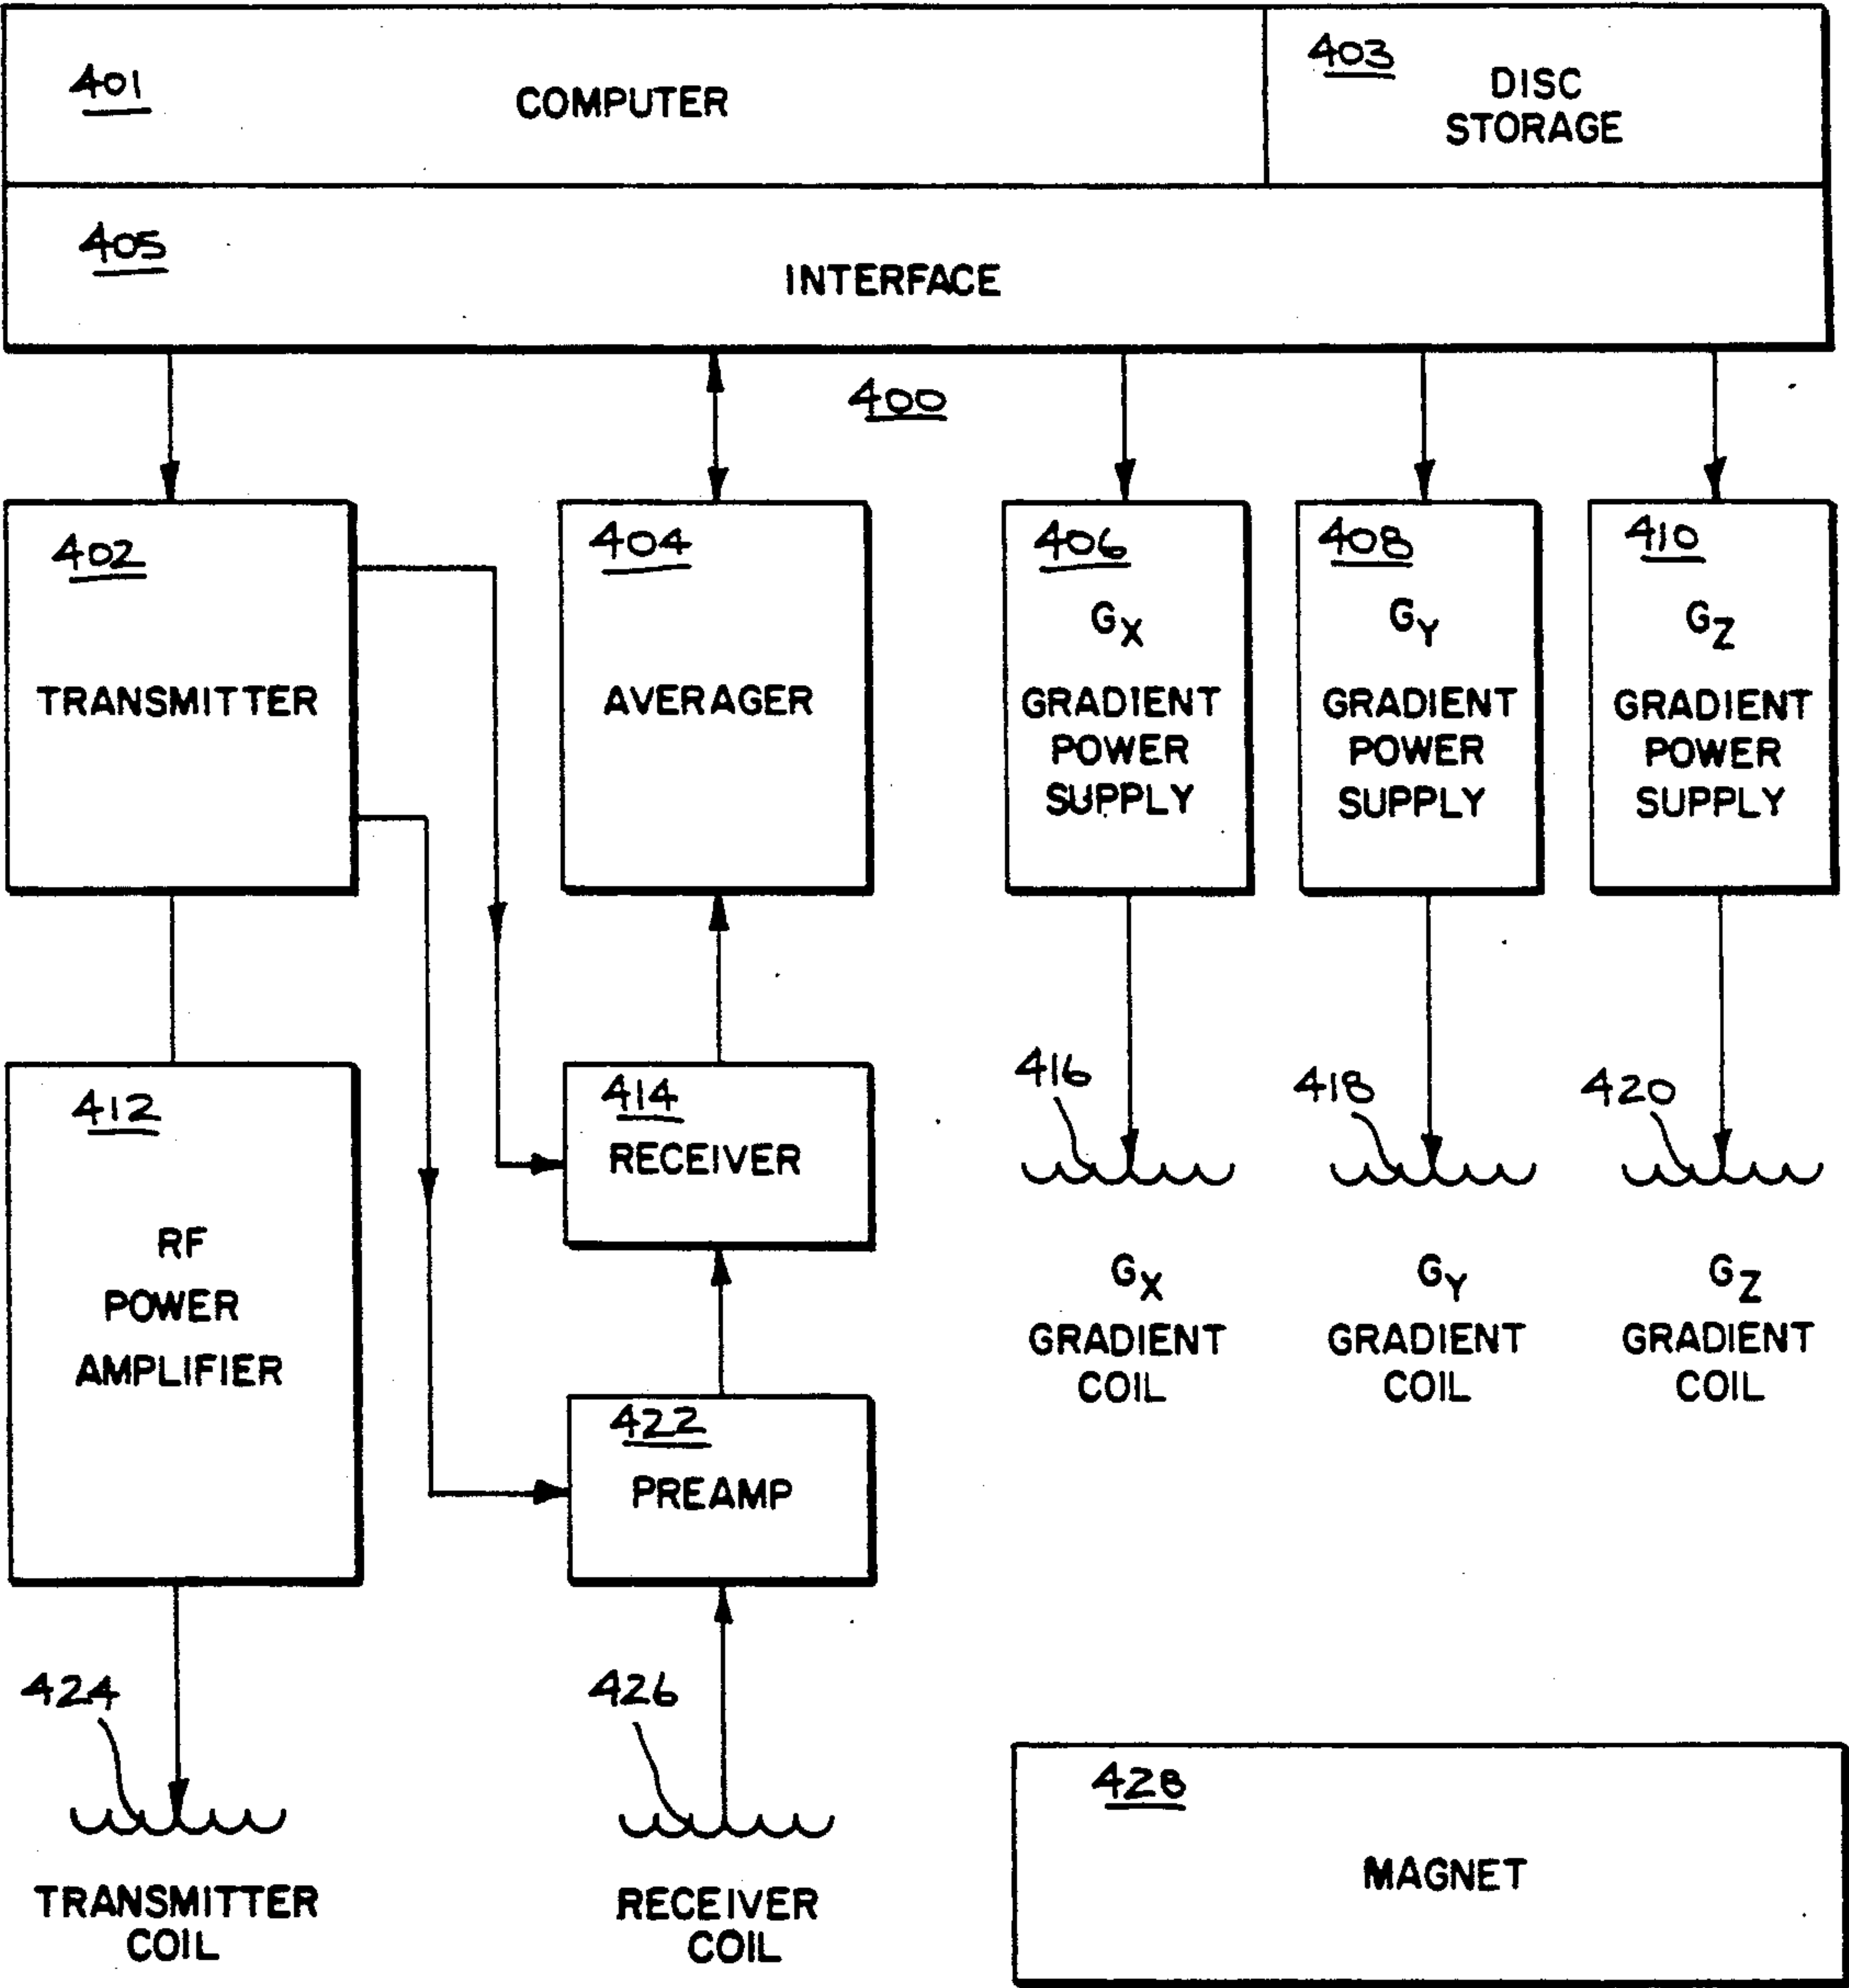 401
COMPUTER
403
DISC
STORAGE
405
INTERFACE
400
402
TRANSMITTER
404
AVERAGER
406
GX
GRADIENT
POWER
SUPPLY
408
GY
GRADIENT
POWER
SUPPLY
410
GZ
GRADIENT
POWER
SUPPLY
412
RF
POWER
AMPLIFIER
414
RECEIVER
416
GX
GRADIENT
COIL
418
GY
GRADIENT
COIL
420
GZ
GRADIENT
COIL
422
PREAMP
424
TRANSMITTER
COIL
426
RECEIVER
COIL
428
MAGNET